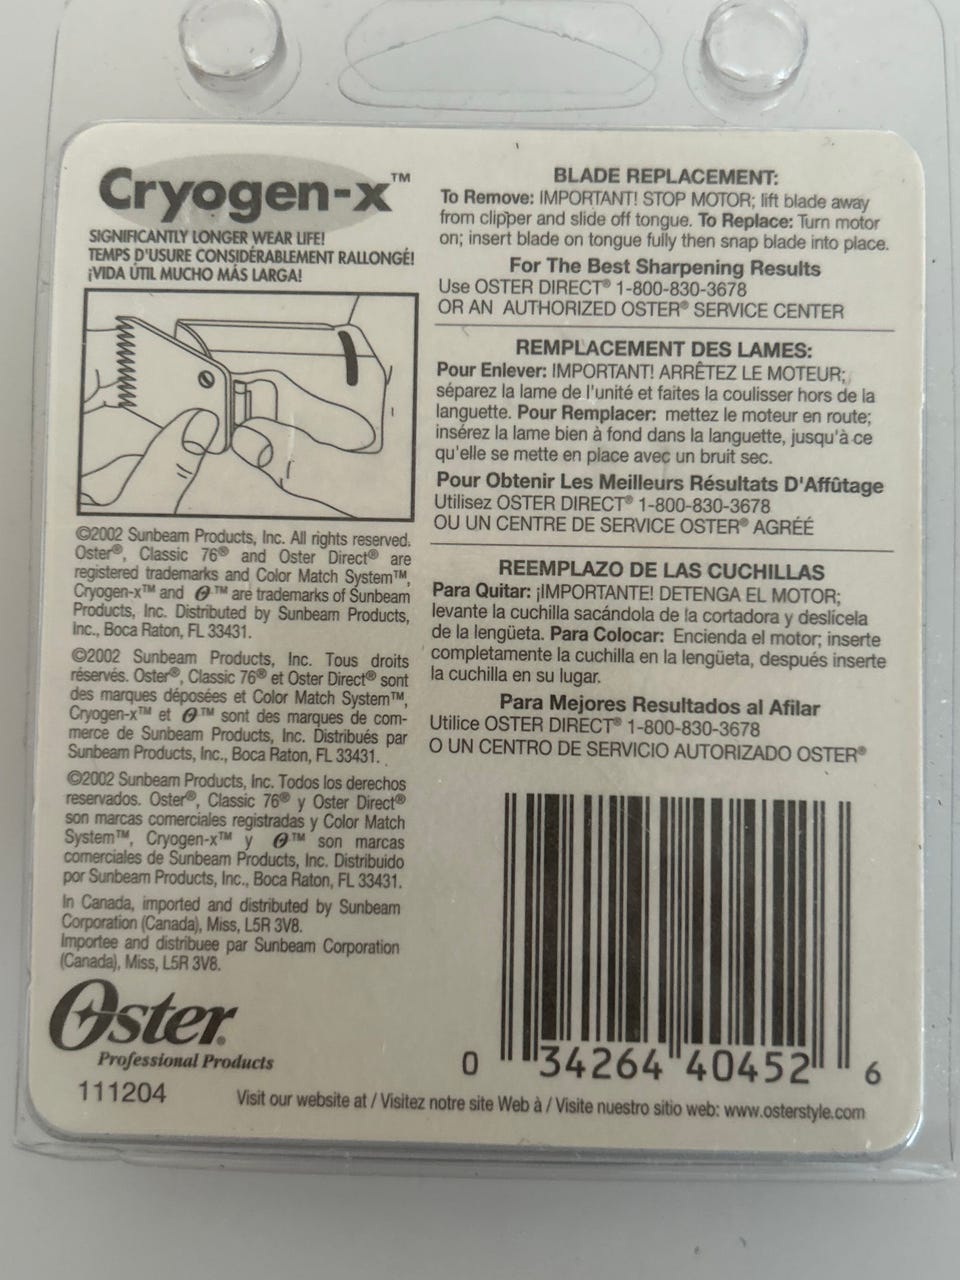 Cryogen-x™
SIGNIFICANTLY LONGER WEAR LIFE!
TEMPS D'USURE CONSIDÉRABLEMENT RALLONGÉ!
¡VIDA ÚTIL MUCHO MÁS LARGA!
©2002 Sunbeam Products, Inc. All rights reserved.
Oster®, Classic 76® and Oster Direct® are
registered trademarks and Color Match System™,
Cryogen-x™ and O™ are trademarks of Sunbeam
Products, Inc. Distributed by Sunbeam Products,
Inc., Boca Raton, FL 33431.
©2002 Sunbeam Products, Inc. Tous droits
réservés. Oster®, Classic 76® et Oster Direct® sont
des marques déposées et Color Match System™,
Cryogen-x™ et O™ sont des marques de com-
merce de Sunbeam Products, Inc. Distribués par
Sunbeam Products, Inc., Boca Raton, FL 33431.
©2002 Sunbeam Products, Inc. Todos los derechos
reservados. Oster®, Classic 76® y Oster Direct®
son marcas comerciales registradas y Color Match
System™, Cryogen-x™ y O™ son marcas
comerciales de Sunbeam Products, Inc. Distribuido
por Sunbeam Products, Inc., Boca Raton, FL 33431.
In Canada, imported and distributed by Sunbeam
Corporation (Canada), Miss, L5R 3V8.
Importee and distribuee par Sunbeam Corporation
(Canada), Miss, L5R 3V8.
Oster®
Professional Products
111204
BLADE REPLACEMENT:
To Remove: IMPORTANT! STOP MOTOR; lift blade away
from clipper and slide off tongue. To Replace: Turn motor
on; insert blade on tongue fully then snap blade into place.
For The Best Sharpening Results
Use OSTER DIRECT® 1-800-830-3678
OR AN AUTHORIZED OSTER® SERVICE CENTER
REMPLACEMENT DES LAMES:
Pour Enlever: IMPORTANT! ARRÊTEZ LE MOTEUR;
séparez la lame de l'unité et faites la coulisser hors de la
languette. Pour Remplacer: mettez le moteur en route;
insérez la lame bien à fond dans la languette, jusqu'à ce
qu'elle se mette en place avec un bruit sec.
Pour Obtenir Les Meilleurs Résultats D'Affûtage
Utilisez OSTER DIRECT® 1-800-830-3678
OU UN CENTRE DE SERVICE OSTER® AGRÉÉ
REEMPLAZO DE LAS CUCHILLAS
Para Quitar: ¡IMPORTANTE! DETENGA EL MOTOR;
levante la cuchilla sacándola de la cortadora y deslícela
de la lengüeta. Para Colocar: Encienda el motor; inserte
completamente la cuchilla en la lengüeta, después inserte
la cuchilla en su lugar.
Para Mejores Resultados al Afilar
Utilice OSTER DIRECT® 1-800-830-3678
O UN CENTRO DE SERVICIO AUTORIZADO OSTER®
0 34264 40452 6
Visit our website at / Visitez notre site Web à / Visite nuestro sitio web: www.osterstyle.com